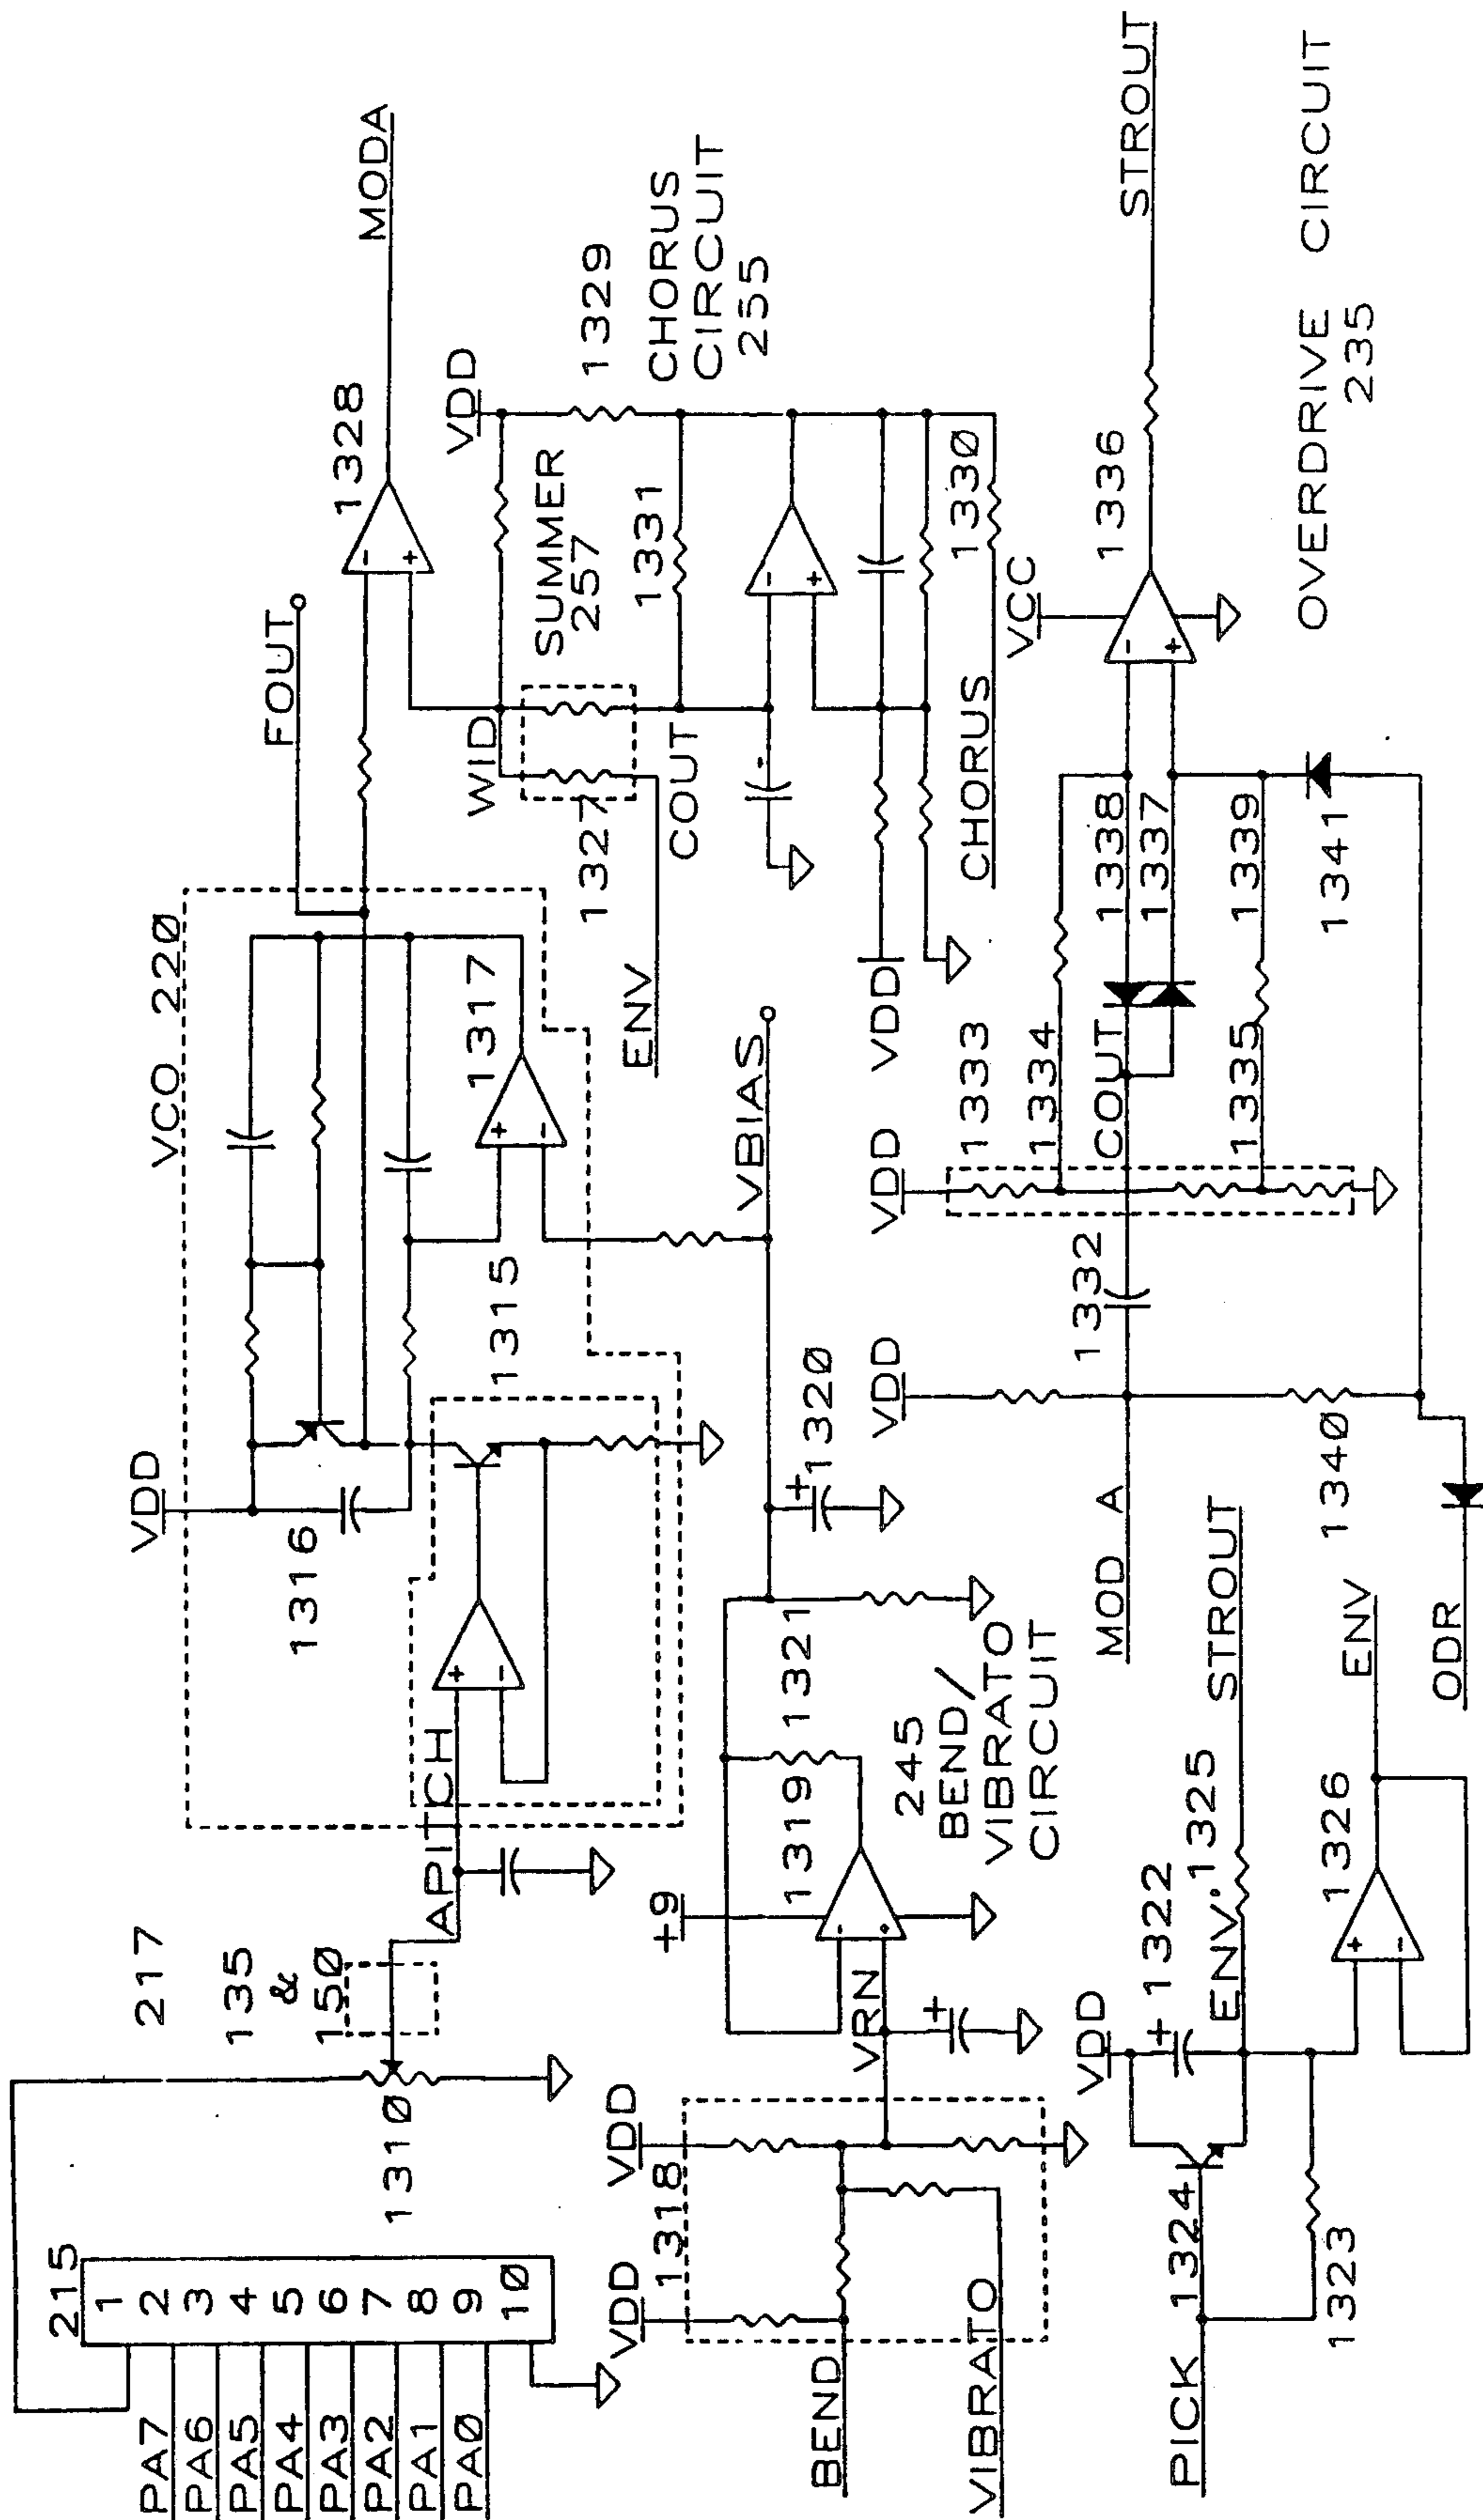 215
1
2
3
4
5
6
7
8
9
10
PA7
PA6
PA5
PA4
PA3
PA2
PA1
PA0
217
135
&
150
1310
APITCH
VCO 220
VDD
1316
1315
1317
FOUT
1328
MODA
WID
SUMMER
257
1327
ENV
COUT
1331
VDD
1329
CHORUS
CIRCUIT
255
1330
CHORUS
VDD
VDD
1318
VDD
BEND
VIBRATO
VRN
+9
1319
1321
245
BEND/
VIBRATO
CIRCUIT
+
+
1320
VBIAS
PICK
1324
1323
VDD
+
1322
ENV'
1325
STROUT
1326
ENV
MOD A
VDD
1332
1340
ODR
VDD
1333
1334
COUT
1335
1338
1337
1339
1341
VCC
1336
STROUT
OVERDRIVE CIRCUIT
235